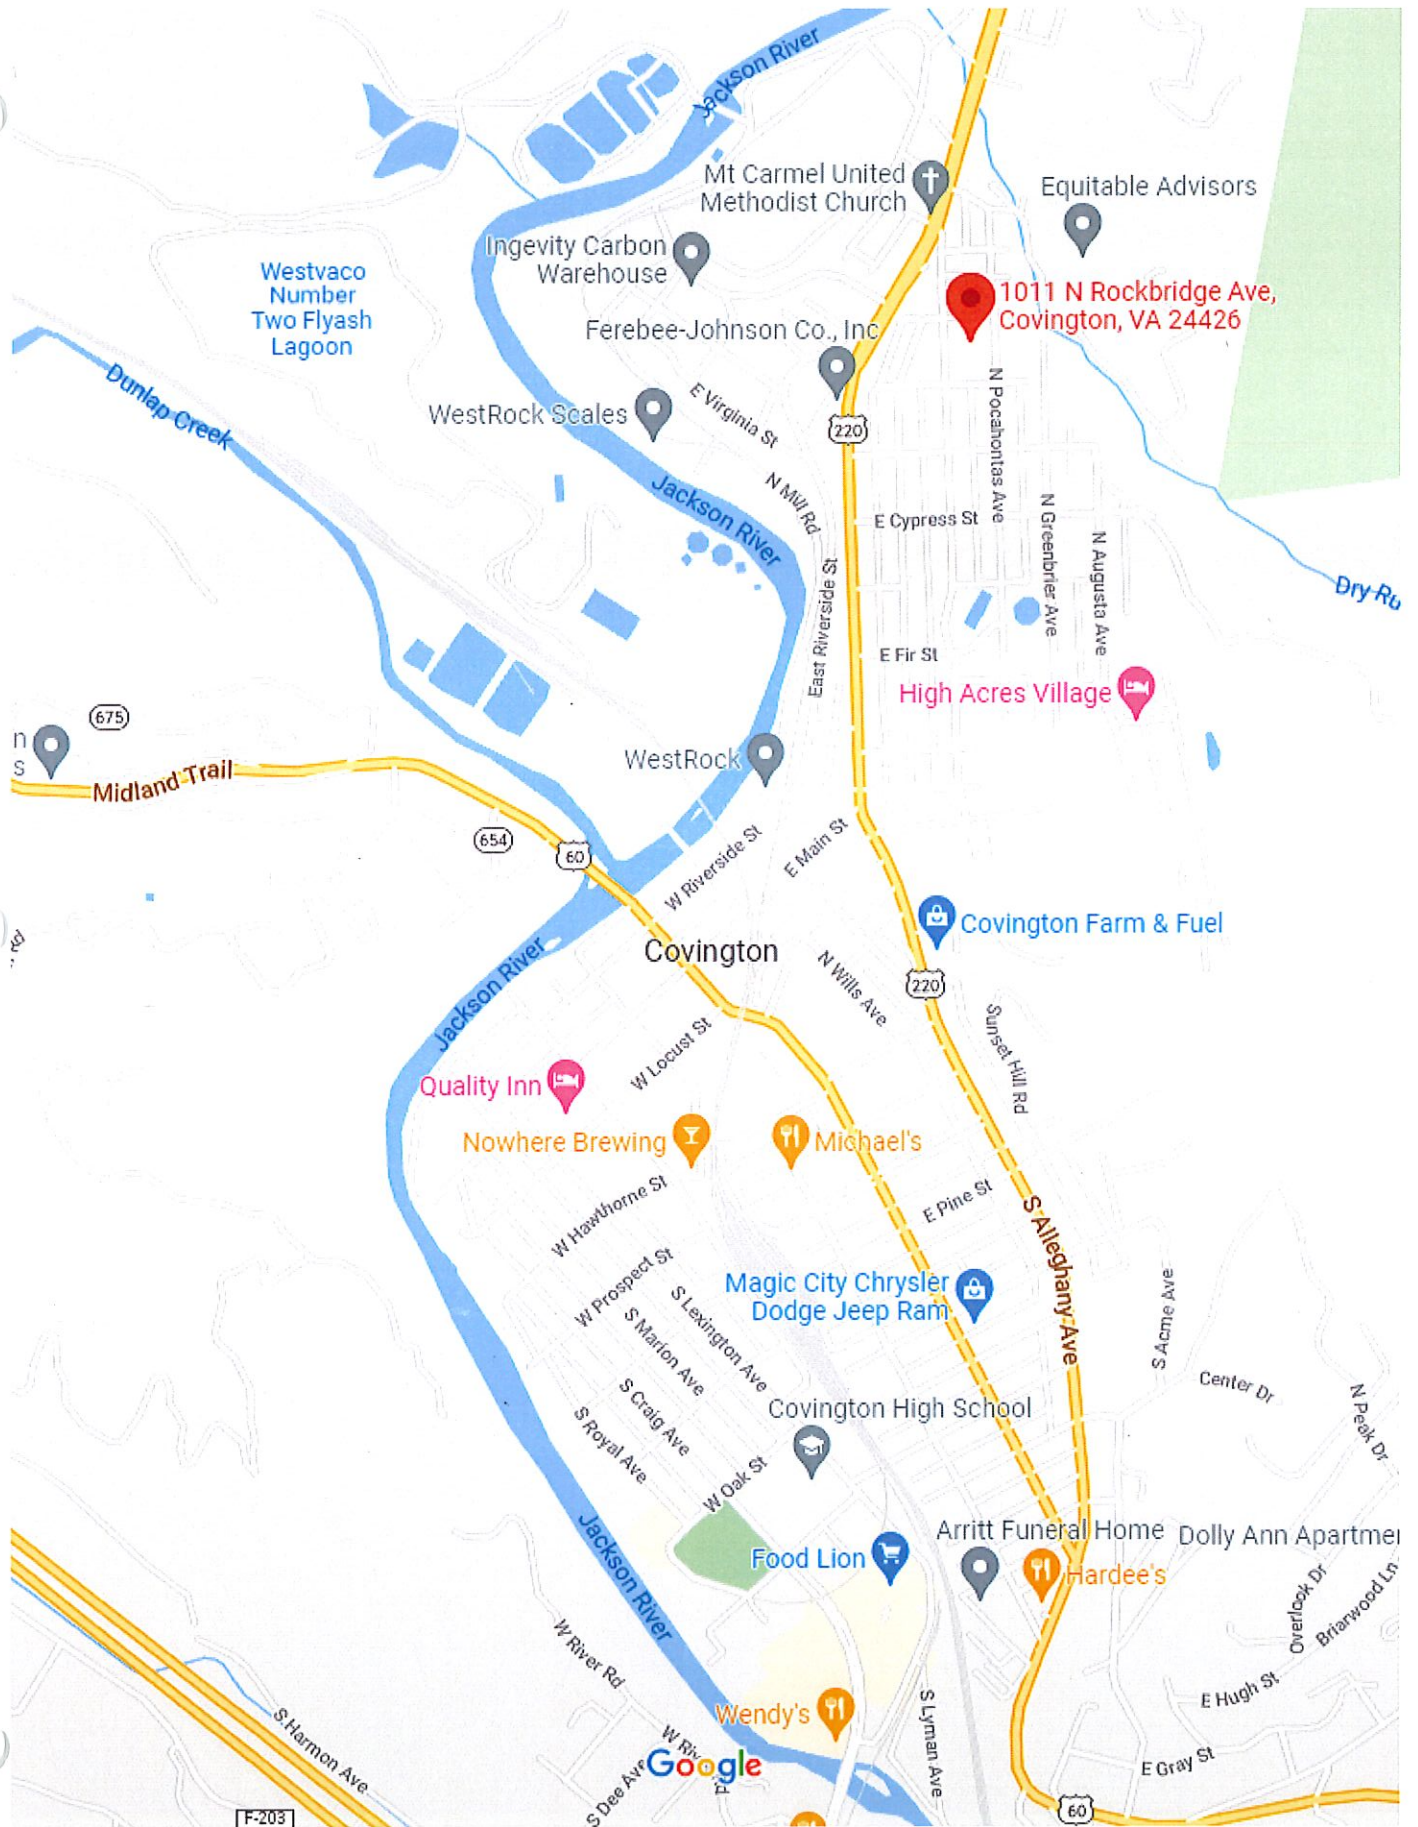 Jackson River
Mt Carmel United
Methodist Church
Equitable Advisors
Ingevity Carbon
Warehouse
Westvaco
Number
Two Flyash
Lagoon
1011 N Rockbridge Ave,
Covington, VA 24426
Ferebee-Johnson Co., Inc
Dunlap Creek
WestRock Scales
E Virginia St
220
N Pocahontas Ave
Jackson River
N Mill Rd
E Cypress St
N Greenbrier Ave
N Augusta Ave
East Riverside St
Dry Ru
E Fir St
High Acres Village
675
n
s
WestRock
Midland Trail
654
60
W Riverside St
E Main St
Covington Farm & Fuel
Rd
Covington
N Wills Ave
220
Jackson River
Sunset Hill Rd
W Locust St
Quality Inn
Nowhere Brewing
Michael's
W Hawthorne St
E Pine St
S Alleghany Ave
W Prospect St
Magic City Chrysler
Dodge Jeep Ram
S Lexington Ave
S Marion Ave
S Acme Ave
Center Dr
N Peak Dr
S Craig Ave
S Royal Ave
Covington High School
W Oak St
Jackson River
Food Lion
Arritt Funeral Home
Dolly Ann Apartmen
Hardee's
Overlook Dr
Briarwood Ln
W River Rd
E Hugh St
Wendy's
S Lyman Ave
S Harmon Ave
W Riv
Google
S Dee Ave
E Gray St
F-203
60